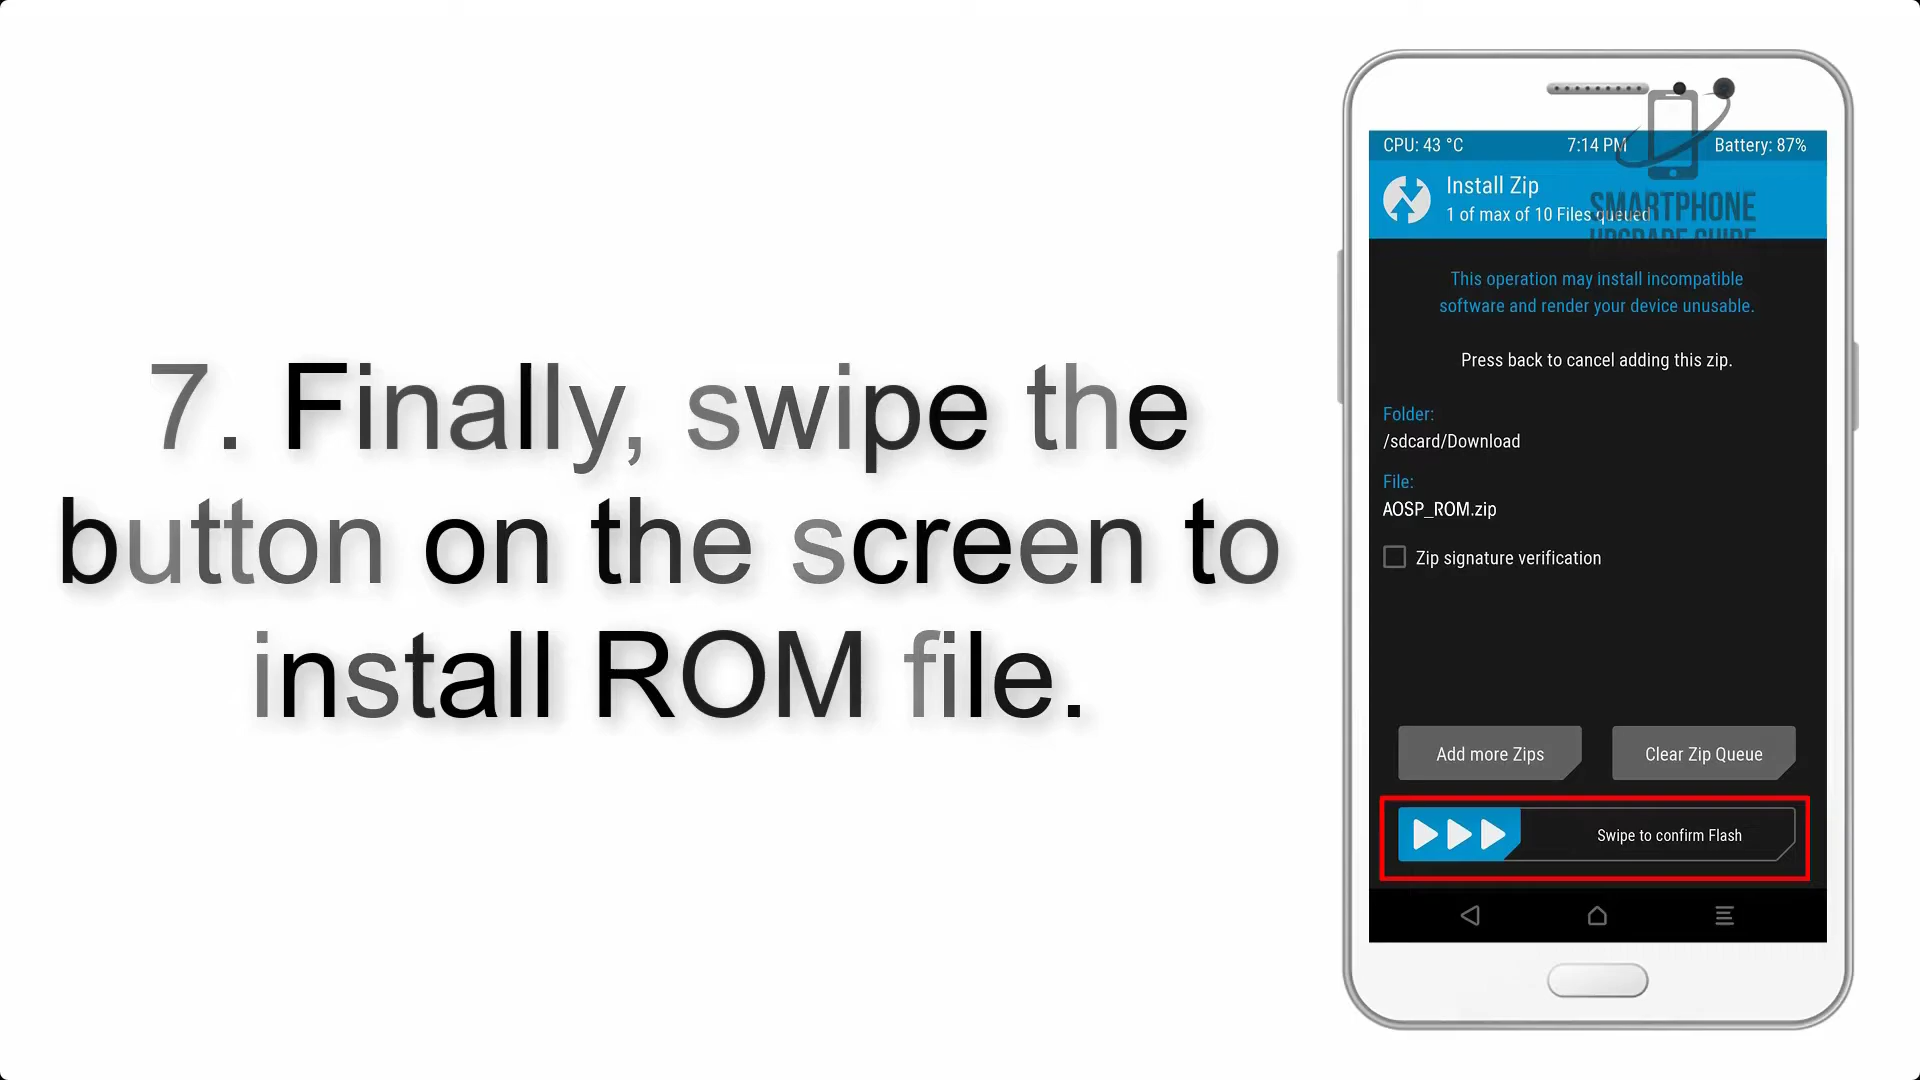 7. Finally, swipe the
button on the screen to
install ROM file.
CPU: 43 °C 7:14 PM Battery: 87%
Install Zip
1 of max of 10 Files queued
SMARTPHONE
UPGRADE GUIDE
This operation may install incompatible
software and render your device unusable.
Press back to cancel adding this zip.
Folder:
/sdcard/Download
File:
AOSP_ROM.zip
Zip signature verification
Add more Zips Clear Zip Queue
Swipe to confirm Flash